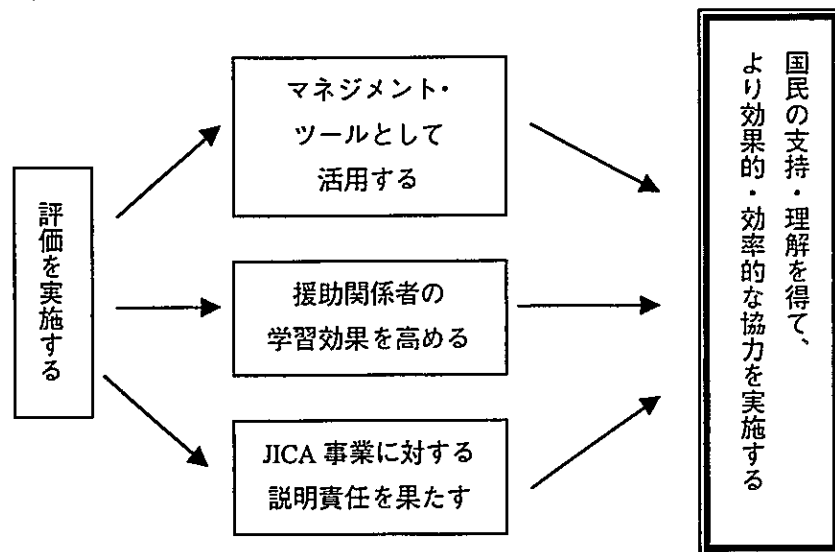 評価を実施する
マネジメント・
ツールとして
活用する
援助関係者の
学習効果を高める
JICA 事業に対する
説明責任を果たす
国民の支持・理解を得て、
より効果的・効率的な協力を実施する